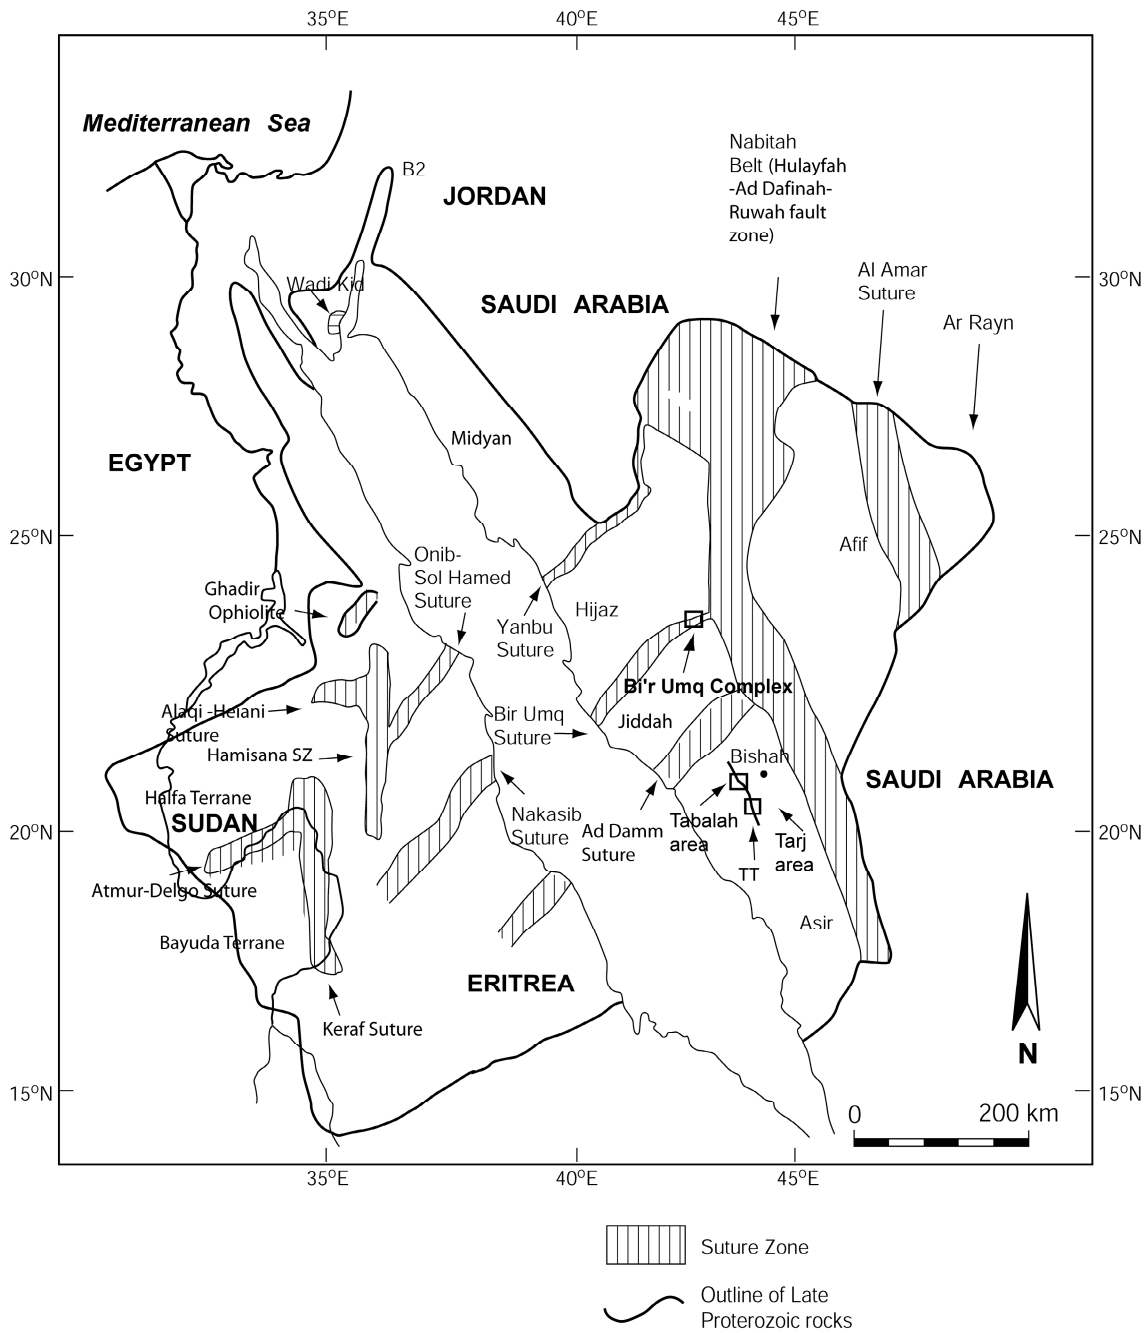 35°E 40°E 45°E
Mediterranean Sea
Nabitah
Belt (Hulayfah
-Ad Dafinah-
Ruwah fault
zone)
B2
JORDAN
30°N
Wadi Kid
SAUDI ARABIA
Al Amar
Suture
30°N
Ar Rayn
Midyan
EGYPT
25°N
Onib-
Sol Hamed
Suture
Afif
25°N
Ghadir
Ophiolite
Yanbu
Suture
Hijaz
Bi'r Umq Complex
Alaqi -Heiani
Suture
Bir Umq
Suture
Jiddah
Hamisana SZ
Bishah
SAUDI ARABIA
Halfa Terrane
SUDAN
Nakasib
Suture
Ad Damm
Suture
Tabalah
area
Tarj
area
TT
20°N
20°N
Atmur-Delgo Suture
Bayuda Terrane
Asir
ERITREA
Keraf Suture
N
15°N
15°N
0 200 km
35°E 40°E 45°E
Suture Zone
Outline of Late
Proterozoic rocks